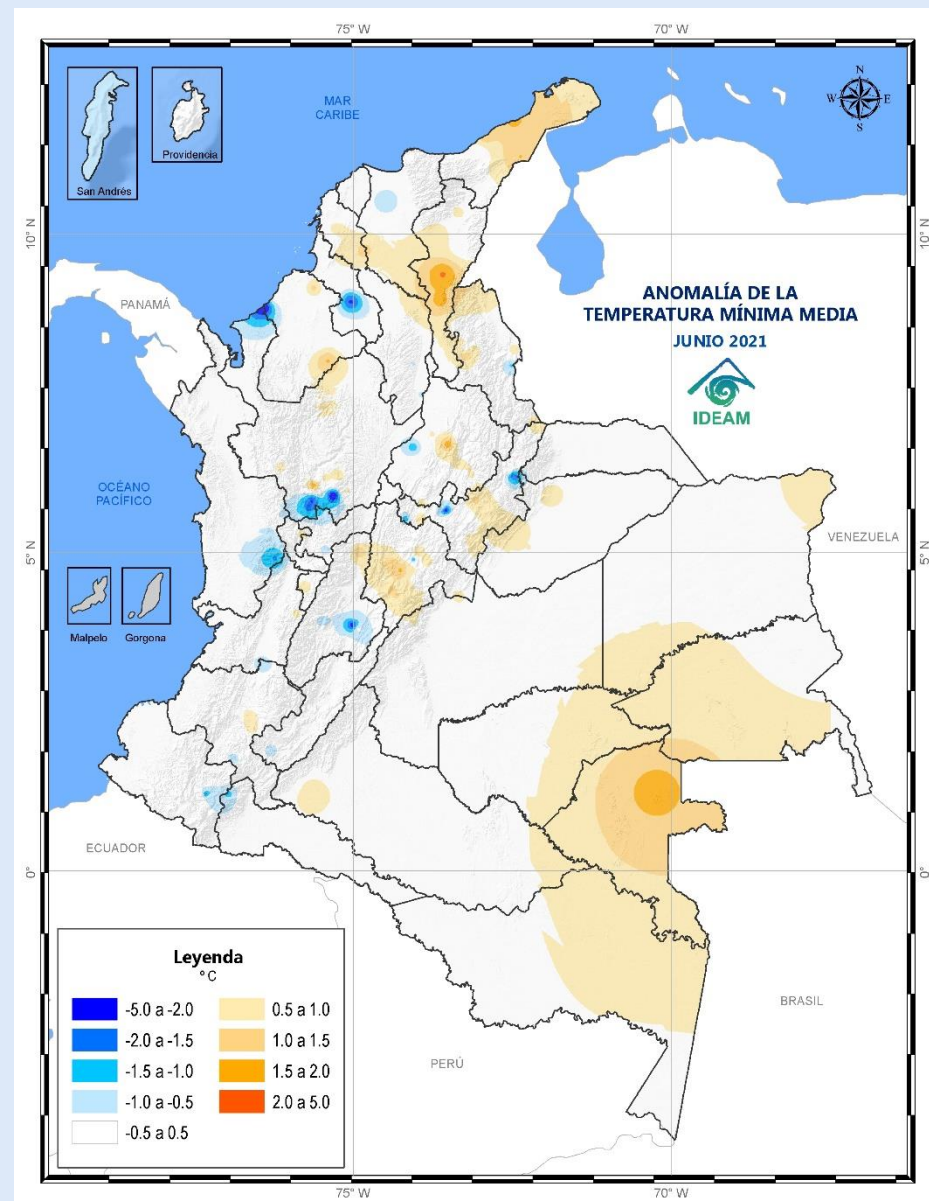 75° W
70° W
MAR
CARIBE
N
W
E
S
San Andrés
Providencia
10° N
10° N
PANAMÁ
ANOMALÍA DE LA
TEMPERATURA MÍNIMA MEDIA
JUNIO 2021
IDEAM
OCÉANO
PACÍFICO
VENEZUELA
5° N
5° N
Malpelo
Gorgona
ECUADOR
0°
0°
Leyenda
°C
-5.0 a -2.0
0.5 a 1.0
-2.0 a -1.5
1.0 a 1.5
-1.5 a -1.0
1.5 a 2.0
-1.0 a -0.5
2.0 a 5.0
-0.5 a 0.5
BRASIL
PERÚ
75° W
70° W